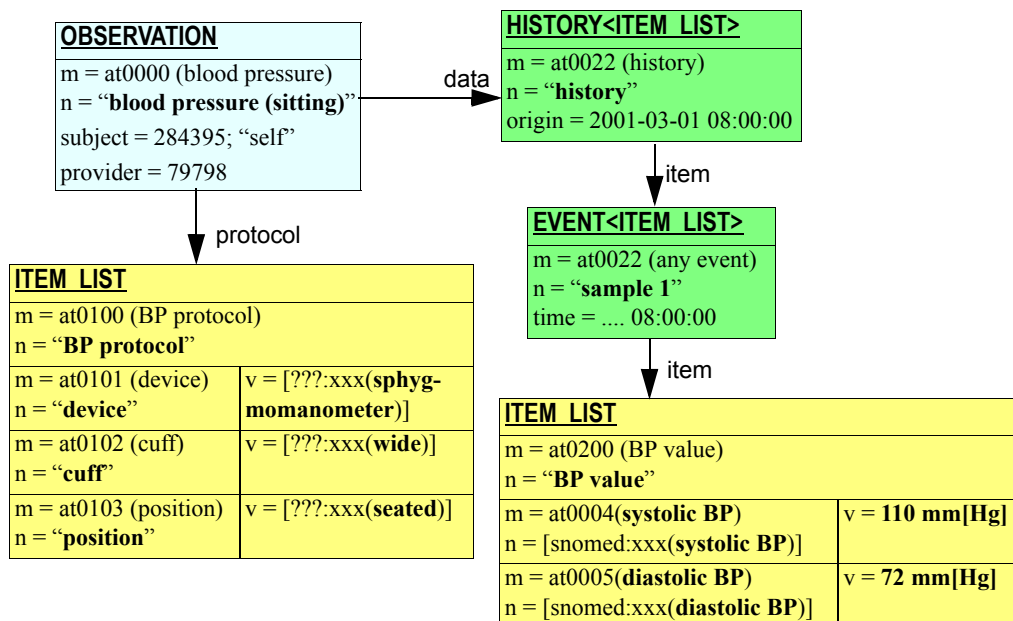 OBSERVATION
m = at0000 (blood pressure)
n = “blood pressure (sitting)”
subject = 284395; “self”
provider = 79798
data
HISTORY<ITEM_LIST>
m = at0022 (history)
n = “history”
origin = 2001-03-01 08:00:00
item
EVENT<ITEM_LIST>
m = at0022 (any event)
n = “sample 1”
time = .... 08:00:00
item
protocol
ITEM_LIST
m = at0100 (BP protocol)
n = “BP protocol”
m = at0101 (device)
n = “device”
v = [???:xxx(sphyg-
momanometer)]
m = at0102 (cuff)
n = “cuff”
v = [???:xxx(wide)]
m = at0103 (position)
n = “position”
v = [???:xxx(seated)]
ITEM_LIST
m = at0200 (BP value)
n = “BP value”
m = at0004(systolic BP)
n = [snomed:xxx(systolic BP)]
v = 110 mm[Hg]
m = at0005(diastolic BP)
n = [snomed:xxx(diastolic BP)]
v = 72 mm[Hg]